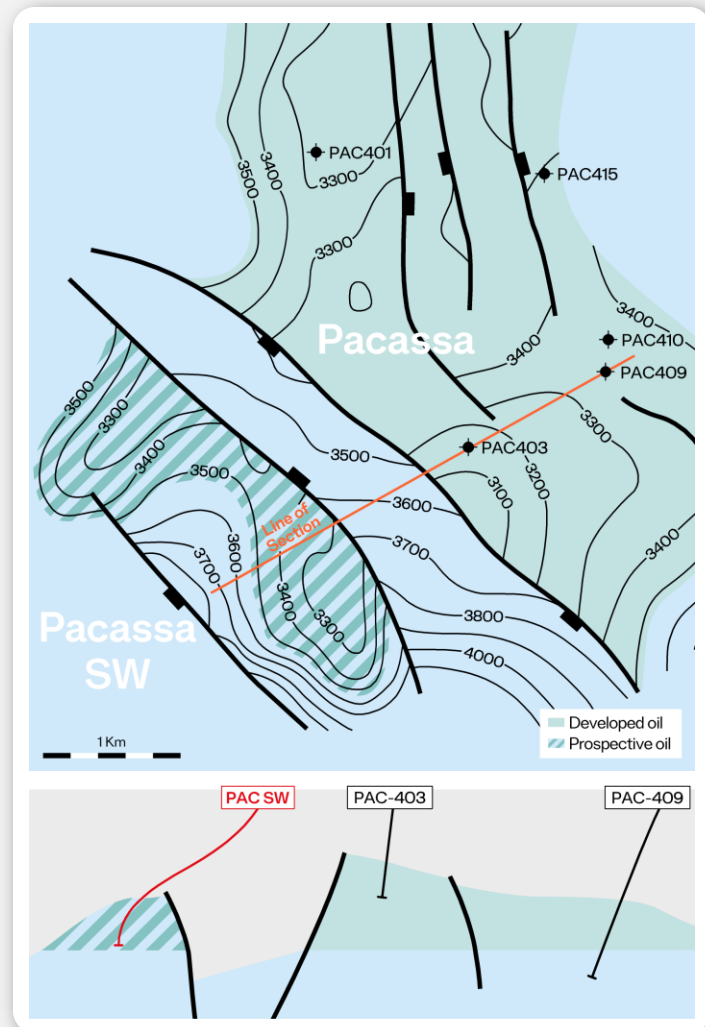 PAC401
PAC415
3500
3400
3300
3300
3400
PAC410
PAC409
Pacassa
3400
3300
3500
3300
3400
3500
3500
PAC403
3200
3100
3600
Line of
Section
3600
3700
3400
3300
3700
3400
3800
4000
Pacassa
SW
1 Km
Developed oil
Prospective oil
PAC SW
PAC-403
PAC-409